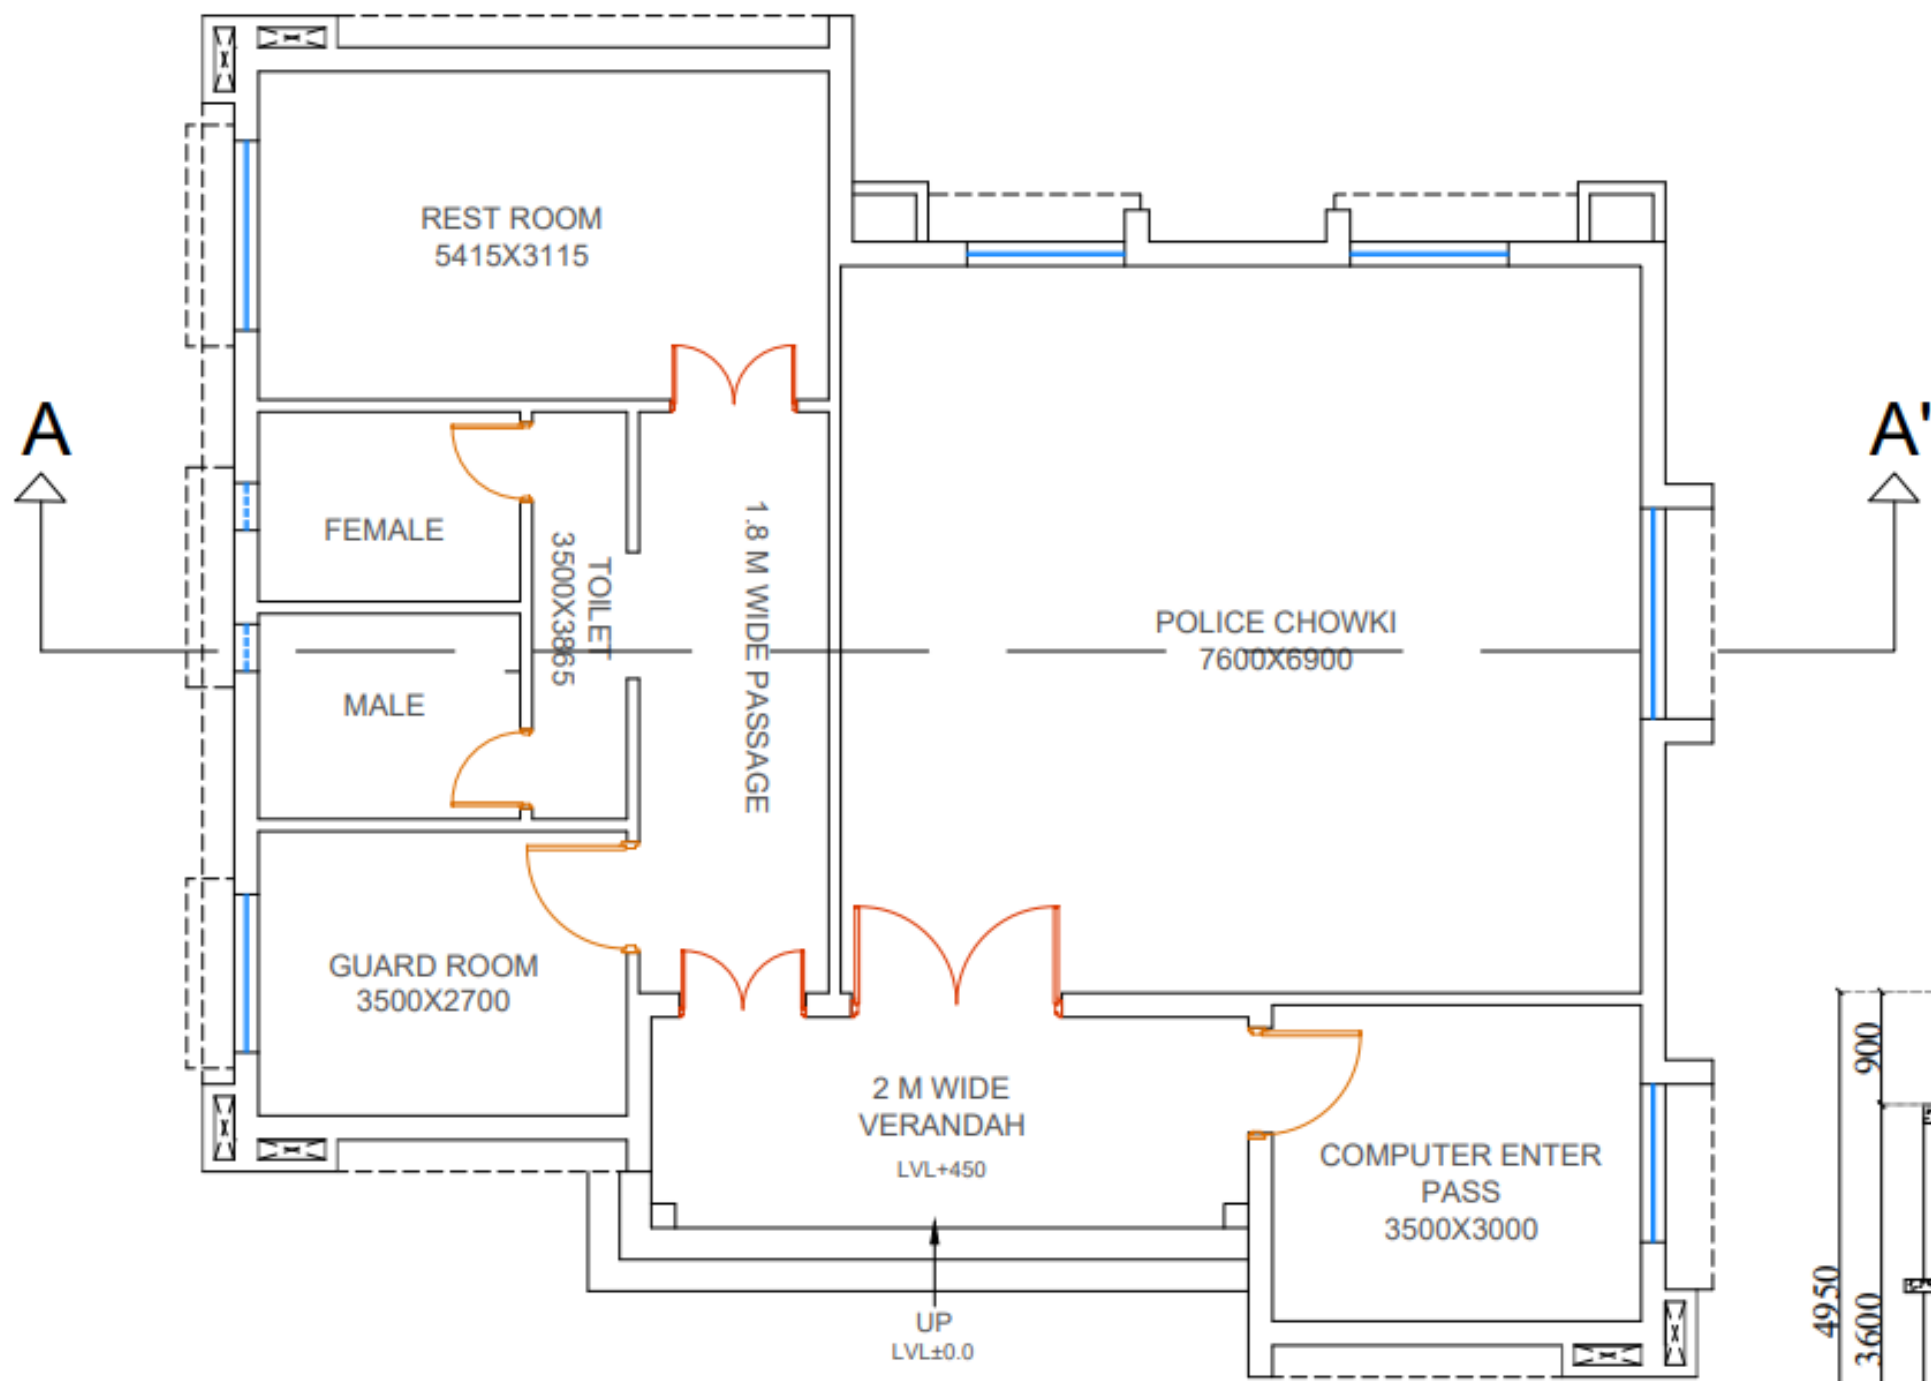 REST ROOM
5415X3115
A
A'
FEMALE
TOILET
3500X3865
1.8 M WIDE PASSAGE
POLICE CHOWKI
7600X6900
MALE
GUARD ROOM
3500X2700
2 M WIDE
VERANDAH
LVL+450
COMPUTER ENTER
PASS
3500X3000
UP
LVL±0.0
900
4950
3600